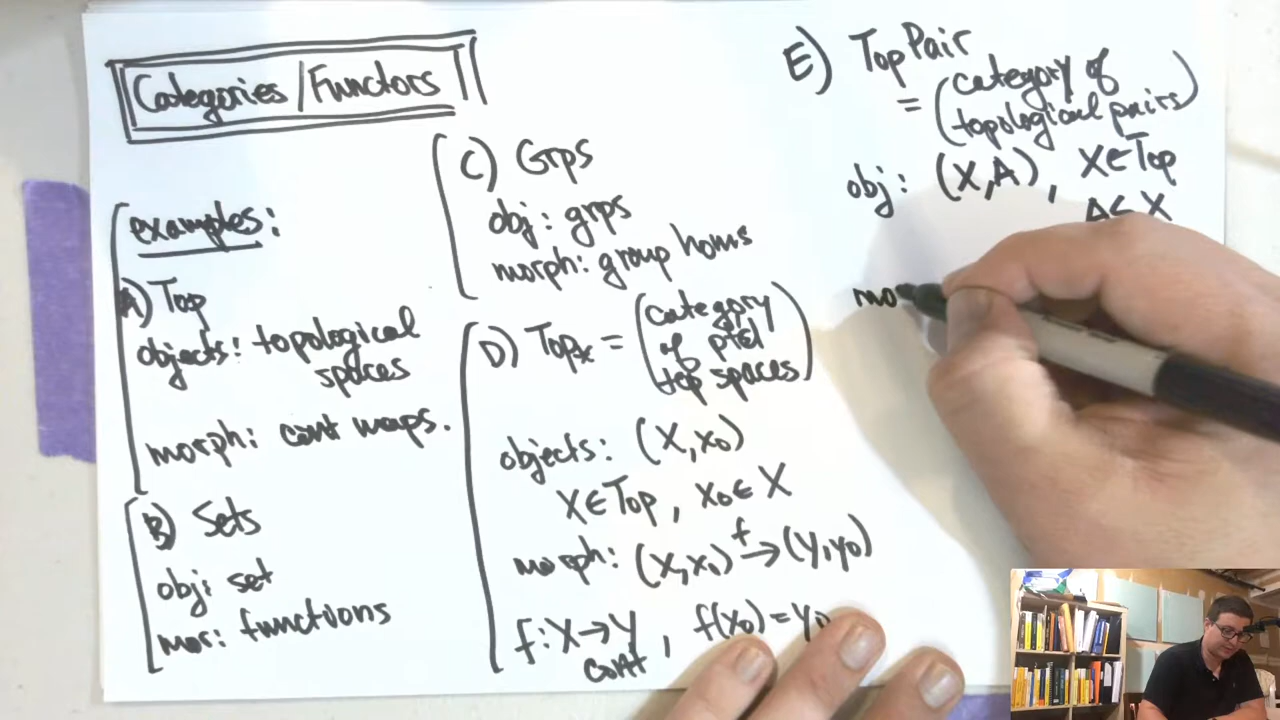 Categories/Functors
examples:
A) Top
objects: topological
spaces
morph: cont maps.
B) Sets
obj: set
mor: functions
C) Grps
obj: grps
morph: group homs
D) Top* = (category
of ptd
top spaces)
objects: (X,x0)
X∈Top, x0∈X
morph: (X,x0) f→ (Y,y0)
f: X→Y, f(x0)=y0
cont
E) TopPair
= (category of
topological pairs)
obj: (X,A), X∈Top
A⊆X
mo